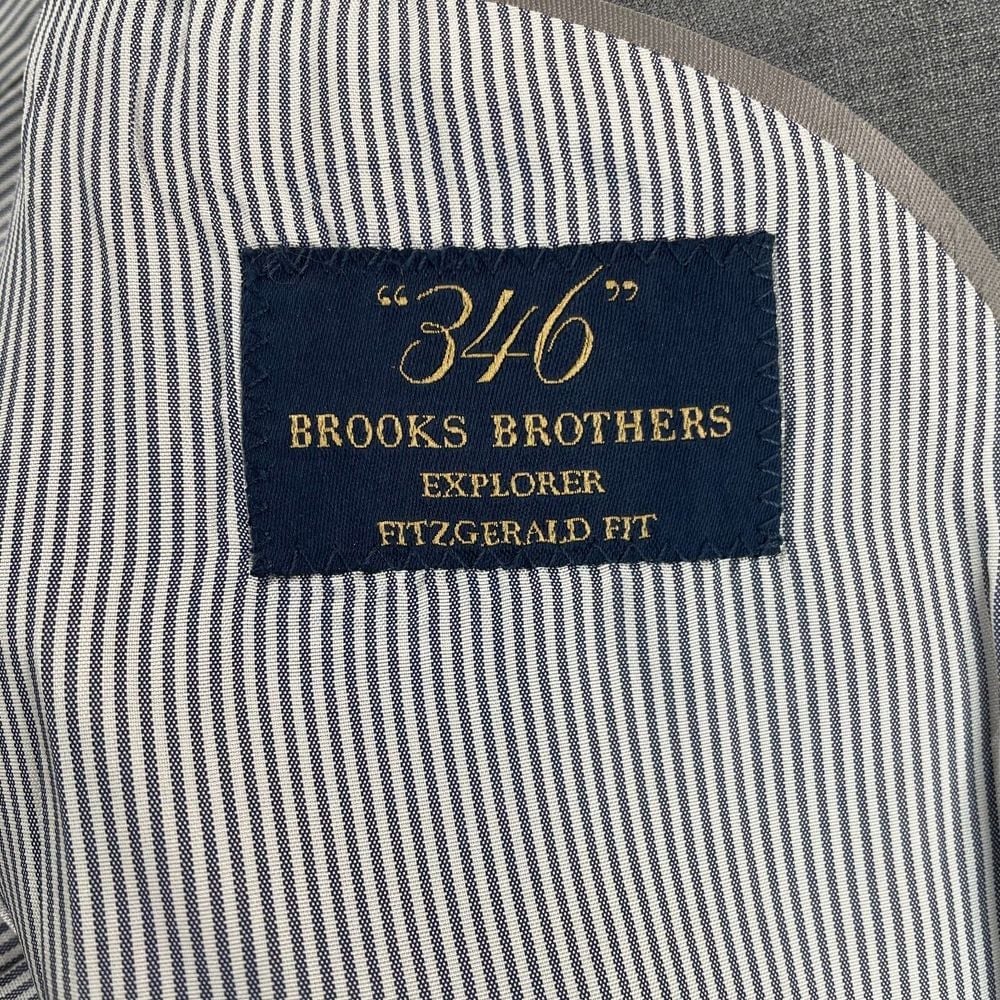 “346”
BROOKS BROTHERS
EXPLORER
FITZGERALD FIT